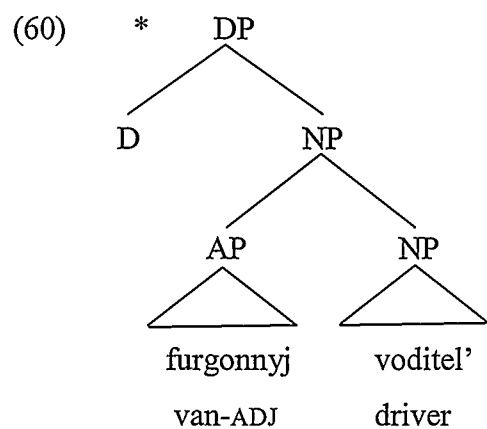 (60) * DP
D NP
AP NP
furgonnyj voditel’
van-ADJ driver